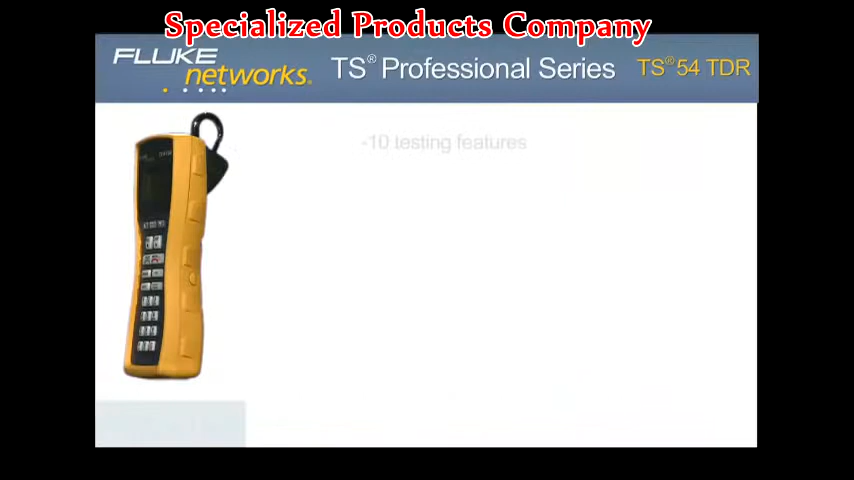 Specialized Products Company
FLUKE
networks®
TS® Professional Series
TS® 54 TDR
-10 testing features